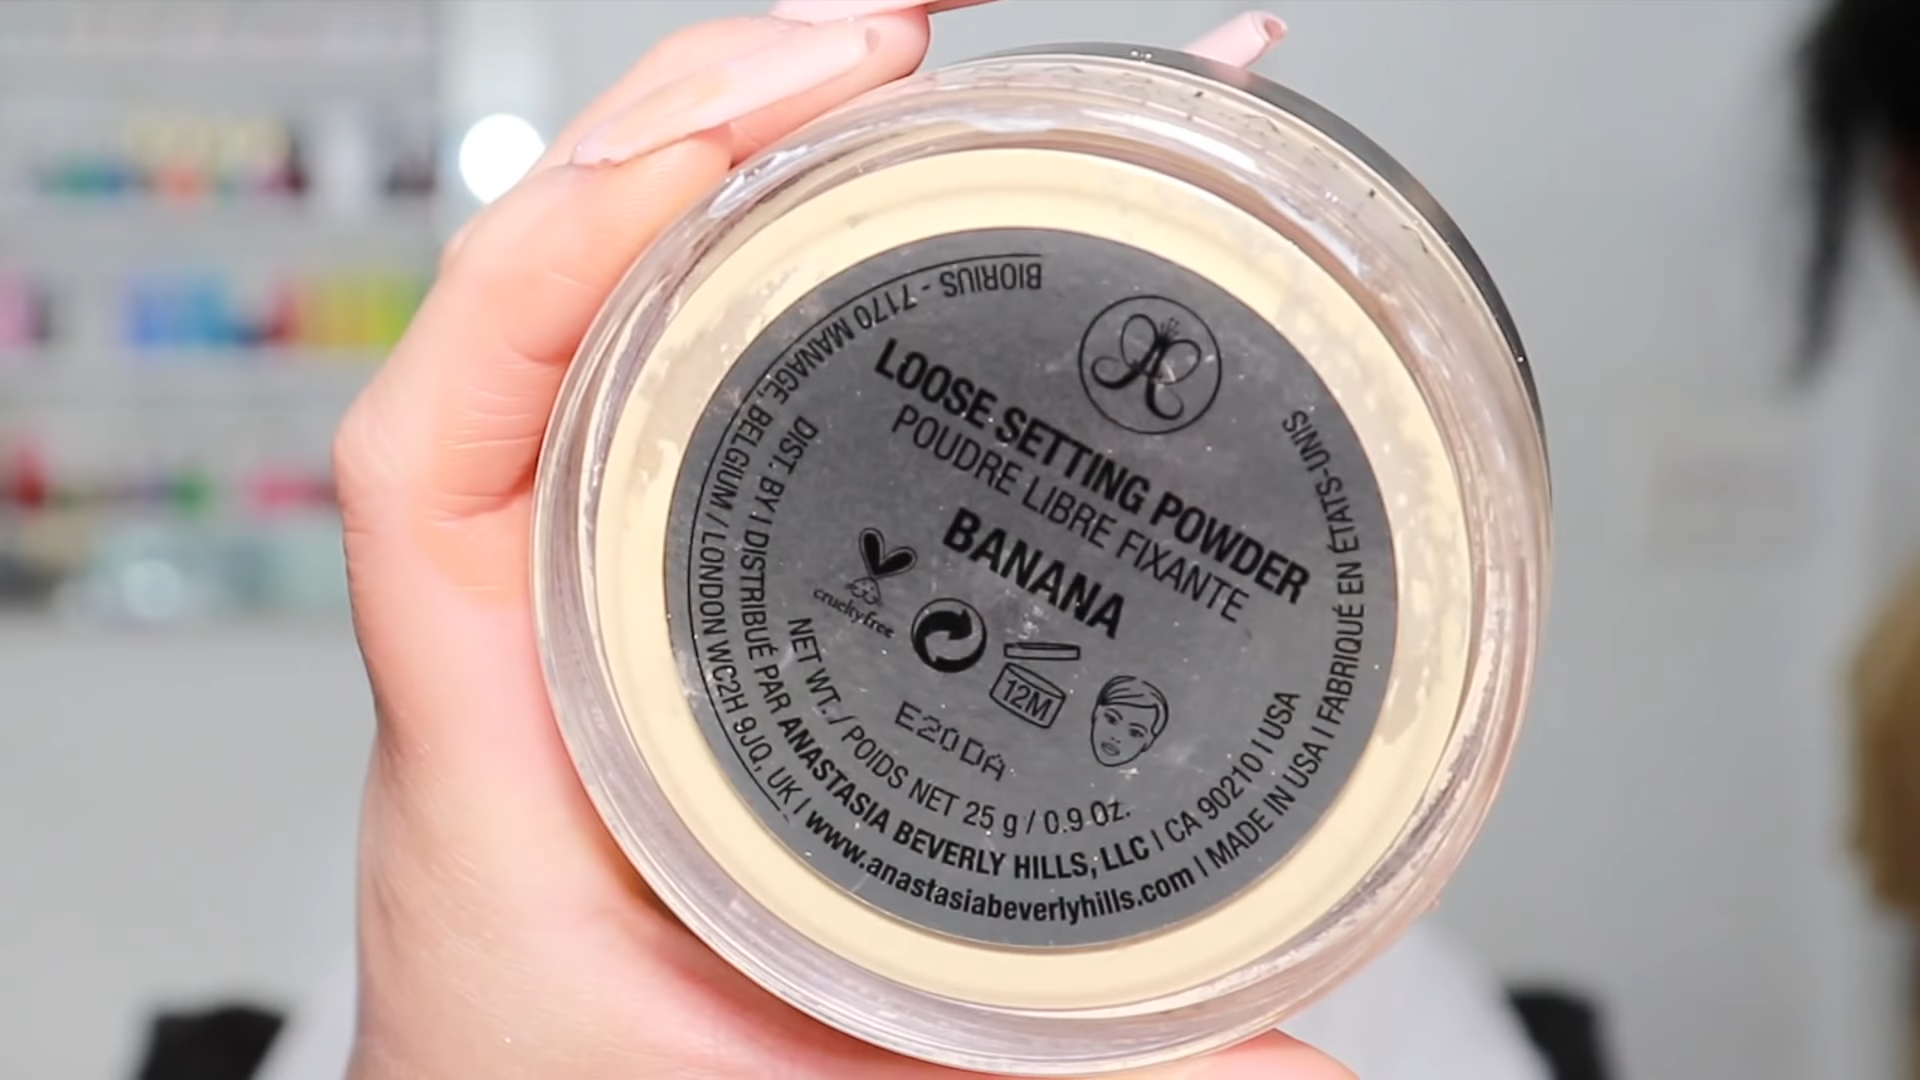 LOOSE SETTING POWDER
POUDRE LIBRE FIXANTE
BANANA
cruelty free
12M
E20DA
NET WT. / POIDS NET 25 g / 0.9 Oz.
DIST. BY I DISTRIBUÉ PAR ANASTASIA BEVERLY HILLS, LLC I CA 90210 I USA
BIORIUS - 7170 MANAGE, BELGIUM / LONDON WC2H 9JQ, UK I www.anastasiabeverlyhills.com I MADE IN USA I FABRIQUÉ EN ÉTATS-UNIS